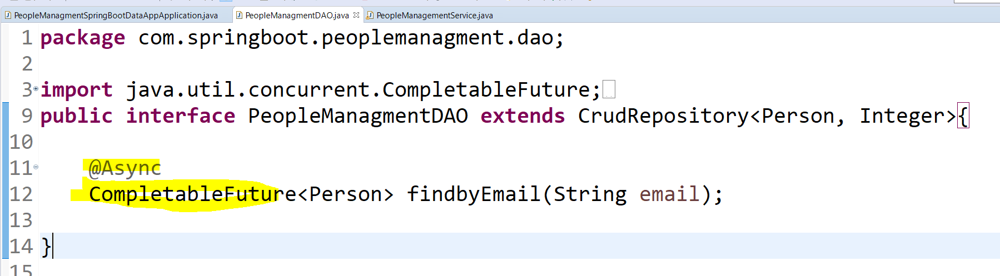 PeopleManagmentSpringBootDataAppApplication.java PeopleManagmentDAO.java PeopleManagementService.java
1 package com.springboot.peoplemanagment.dao;
2
3 import java.util.concurrent.CompletableFuture;
9 public interface PeopleManagmentDAO extends CrudRepository<Person, Integer>{
10
11 @Async
12 CompletableFuture<Person> findbyEmail(String email);
13
14 }
15